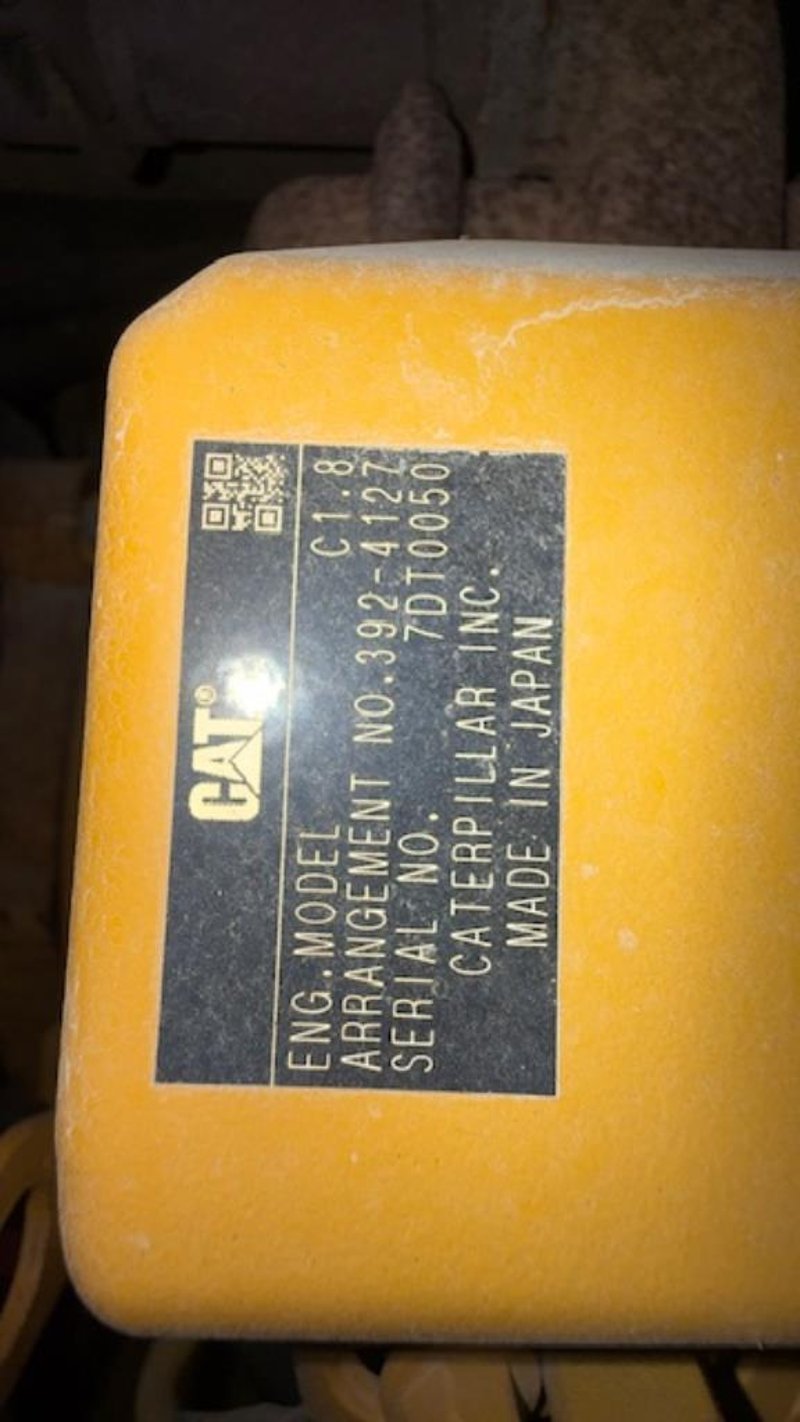 CAT®
ENG.MODEL C1.8
ARRANGEMENT NO.392-4127
SERIAL NO. 7DT0050
CATERPILLAR INC.
MADE IN JAPAN